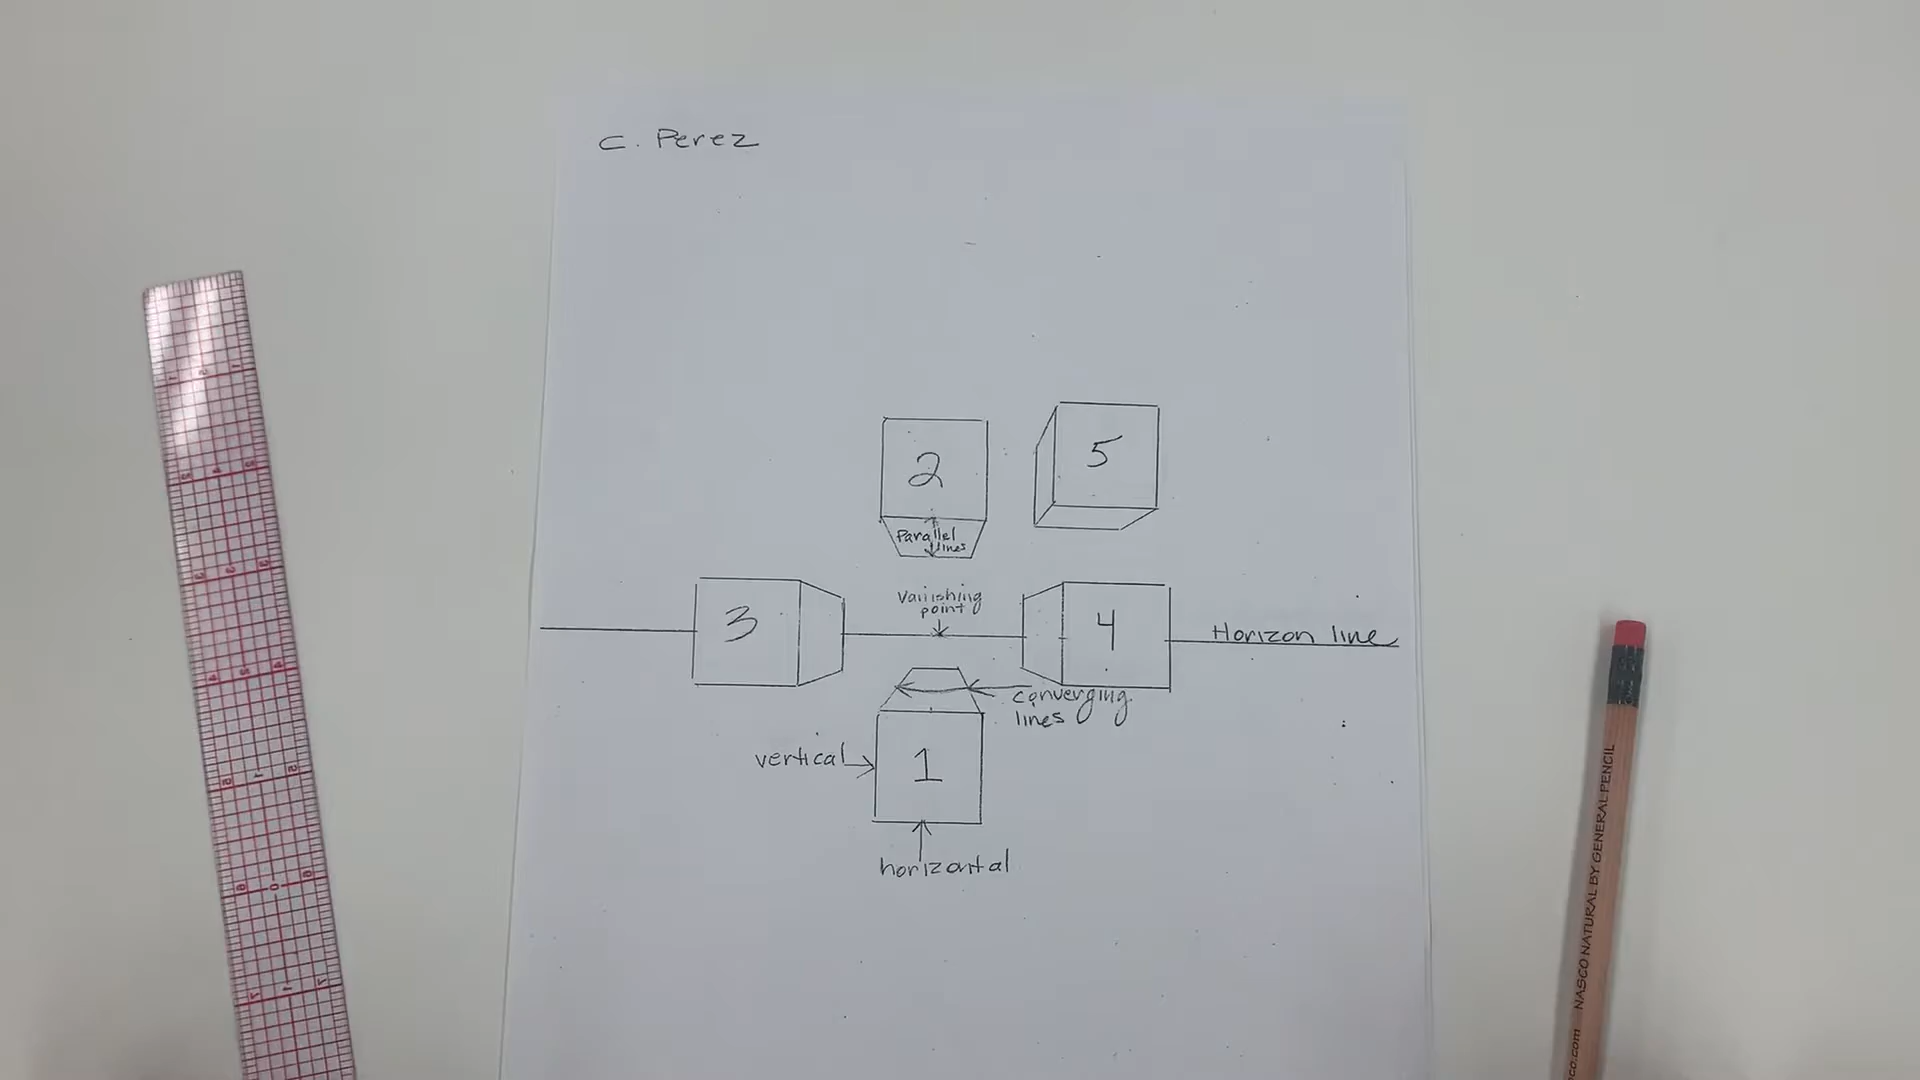 C. Perez
2
5
Parallel
lines
Vanishing
point
3
4
Horizon line
converging
lines
vertical
1
horizontal
NASCO NATURAL BY GENERAL PENCIL